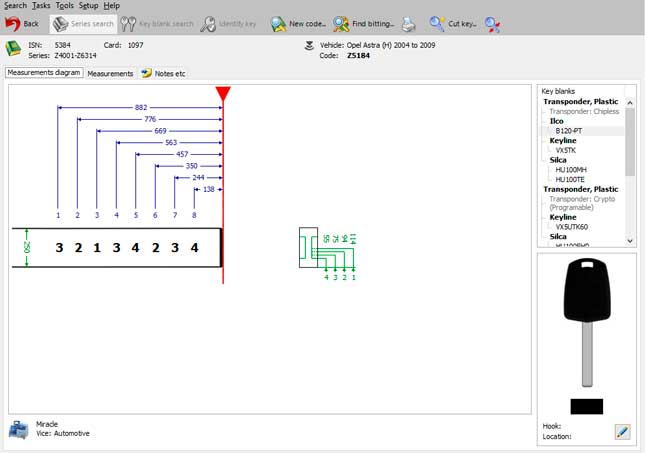 Search Tasks Tools Setup Help
Back Series search Key blank search Identify key New code... Find bitting... Cut key...
ISN: 5384 Card: 1097 Vehicle: Opel Astra (H) 2004 to 2009
Series: Z4001-Z6314 Code: Z5184
Measurements diagram Measurements Notes etc
882
776
669
563
457
350
244
138
1 2 3 4 5 6 7 8
250
3 2 1 3 4 2 3 4
55 75 94 114
4 3 2 1
Key blanks
Transponder, Plastic
Transponder: Chipless
Ilco
B120-PT
Keyline
VXSTK
Silca
HU100MH
HU100TE
Transponder, Plastic
Transponder: Crypto
(Programable)
Keyline
VXSUTK60
Silca
Hook:
Location:
Miracle
Vice: Automotive